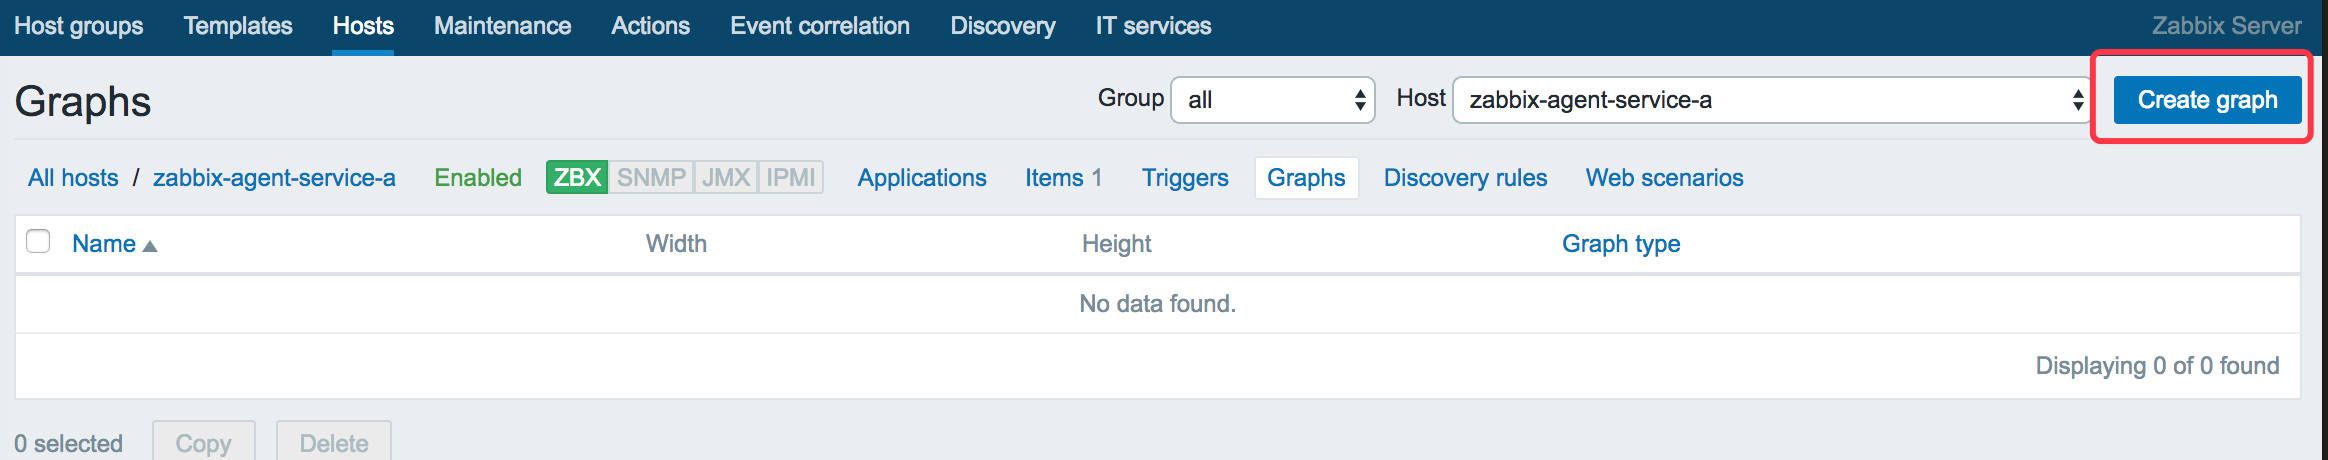 Host groups Templates Hosts Maintenance Actions Event correlation Discovery IT services Zabbix Server
Graphs Group all Host zabbix-agent-service-a Create graph
All hosts / zabbix-agent-service-a Enabled ZBX SNMP JMX IPMI Applications Items 1 Triggers Graphs Discovery rules Web scenarios
Name Width Height Graph type
No data found.
Displaying 0 of 0 found
0 selected Copy Delete